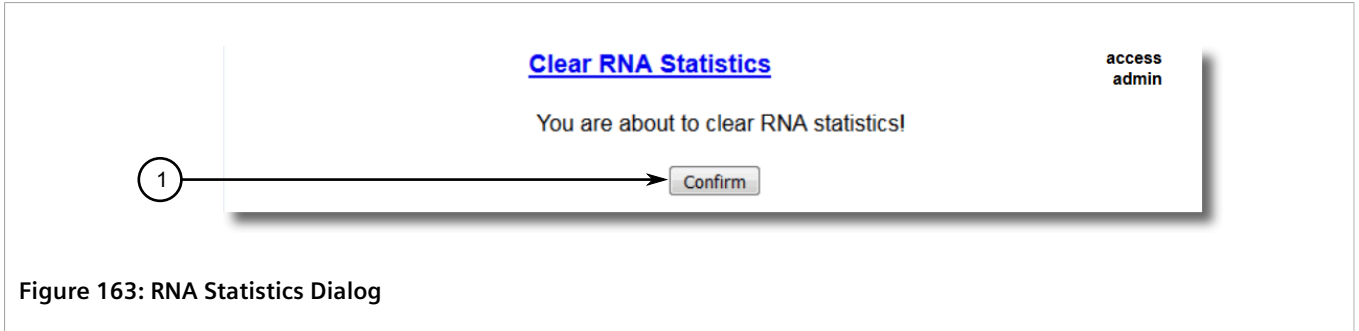 Clear RNA Statistics
access
admin
You are about to clear RNA statistics!
1
Confirm
Figure 163: RNA Statistics Dialog